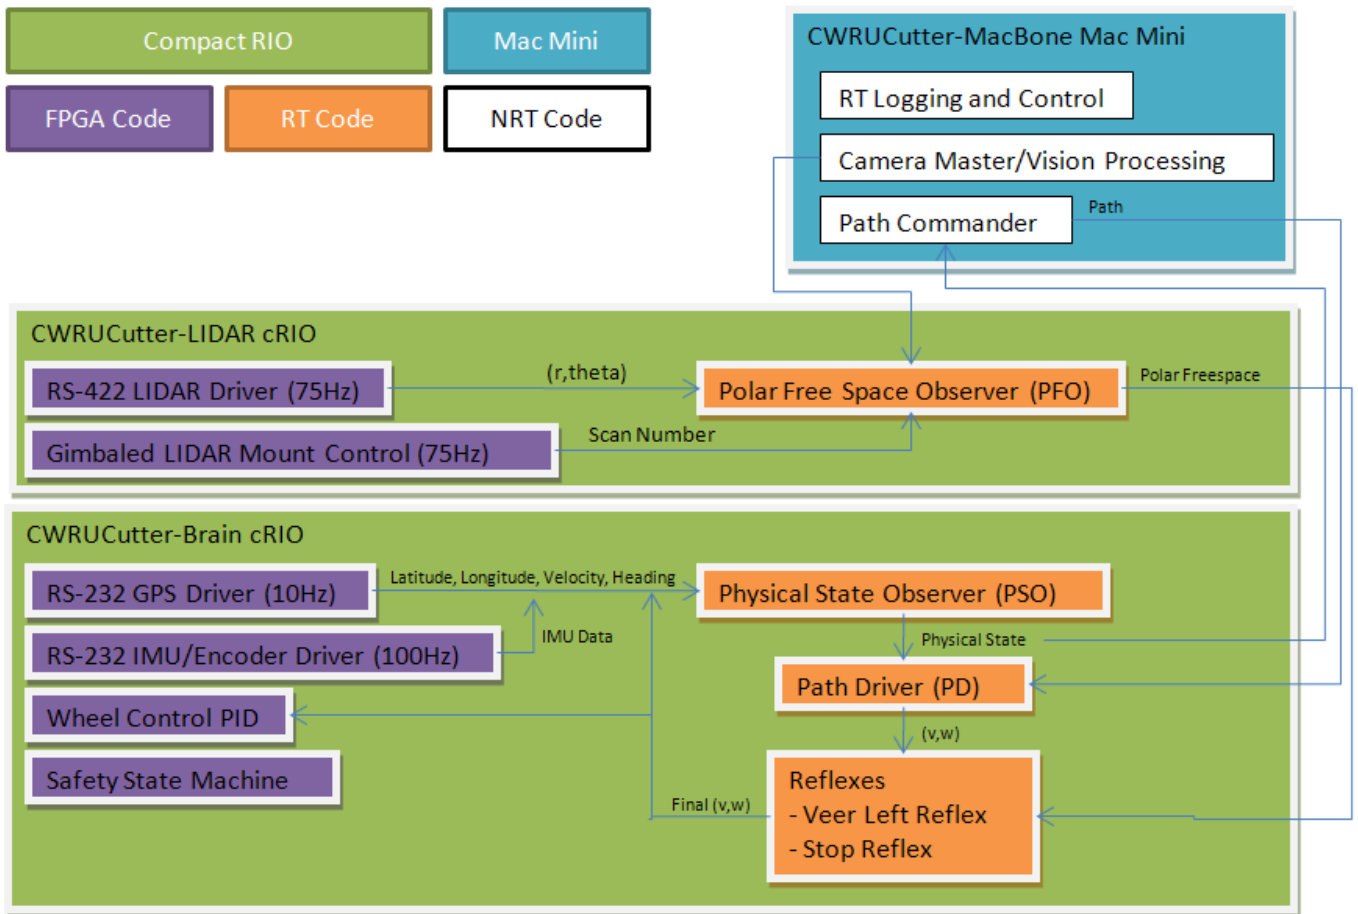 Compact RIO
Mac Mini
FPGA Code
RT Code
NRT Code
CWRUCutter-MacBone Mac Mini
RT Logging and Control
Camera Master/Vision Processing
Path Commander
Path
CWRUCutter-LIDAR cRIO
RS-422 LIDAR Driver (75Hz)
(r,theta)
Polar Free Space Observer (PFO)
Polar Freespace
Gimbaled LIDAR Mount Control (75Hz)
Scan Number
CWRUCutter-Brain cRIO
RS-232 GPS Driver (10Hz)
Latitude, Longitude, Velocity, Heading
Physical State Observer (PSO)
RS-232 IMU/Encoder Driver (100Hz)
IMU Data
Physical State
Path Driver (PD)
Wheel Control PID
(v,w)
Safety State Machine
Reflexes
- Veer Left Reflex
- Stop Reflex
Final (v,w)